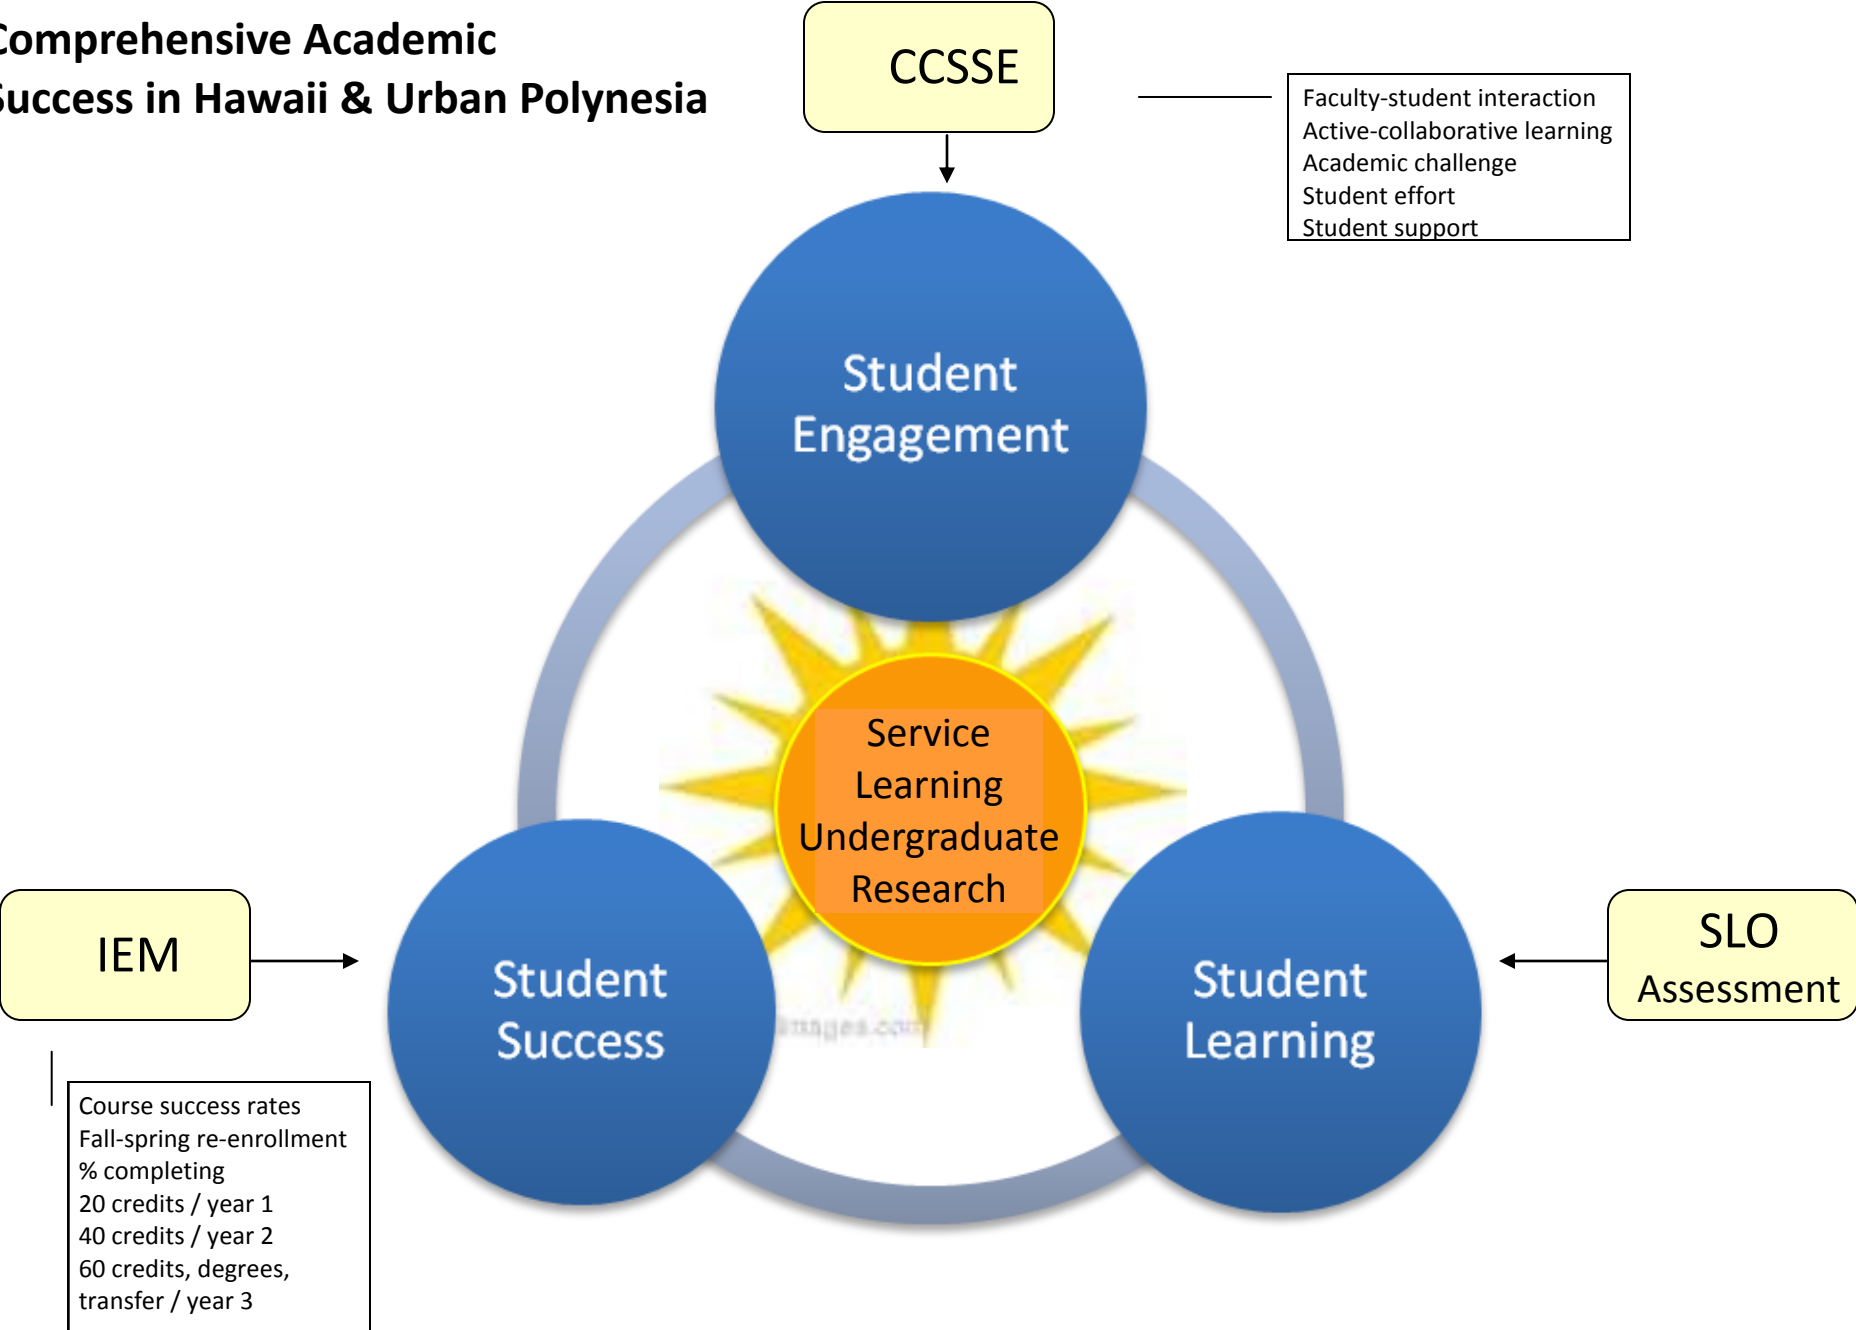 Comprehensive Academic
Success in Hawaii & Urban Polynesia
CCSSE
Faculty-student interaction
Active-collaborative learning
Academic challenge
Student effort
Student support
Student
Engagement
Service
Learning
Undergraduate
Research
IEM
Student
Success
Student
Learning
SLO
Assessment
Course success rates
Fall-spring re-enrollment
% completing
20 credits / year 1
40 credits / year 2
60 credits, degrees,
transfer / year 3